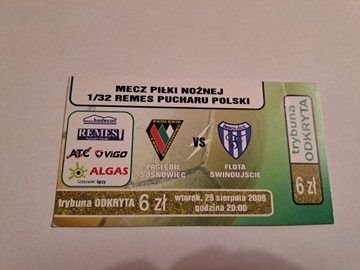 MECZ PIŁKI NOŻNEJ
1/32 REMES PUCHARU POLSKI
REMES
ATC VIGO
ALGAS
ZAGŁĘBIE
SOSNOWIEC
VS
FLOTA
ŚWINOUJŚCIE
trybuna ODKRYTA 6 zł
wtorek, 25 sierpnia 2009
godzina 20:00
trybuna
ODKRYTA
6 zł